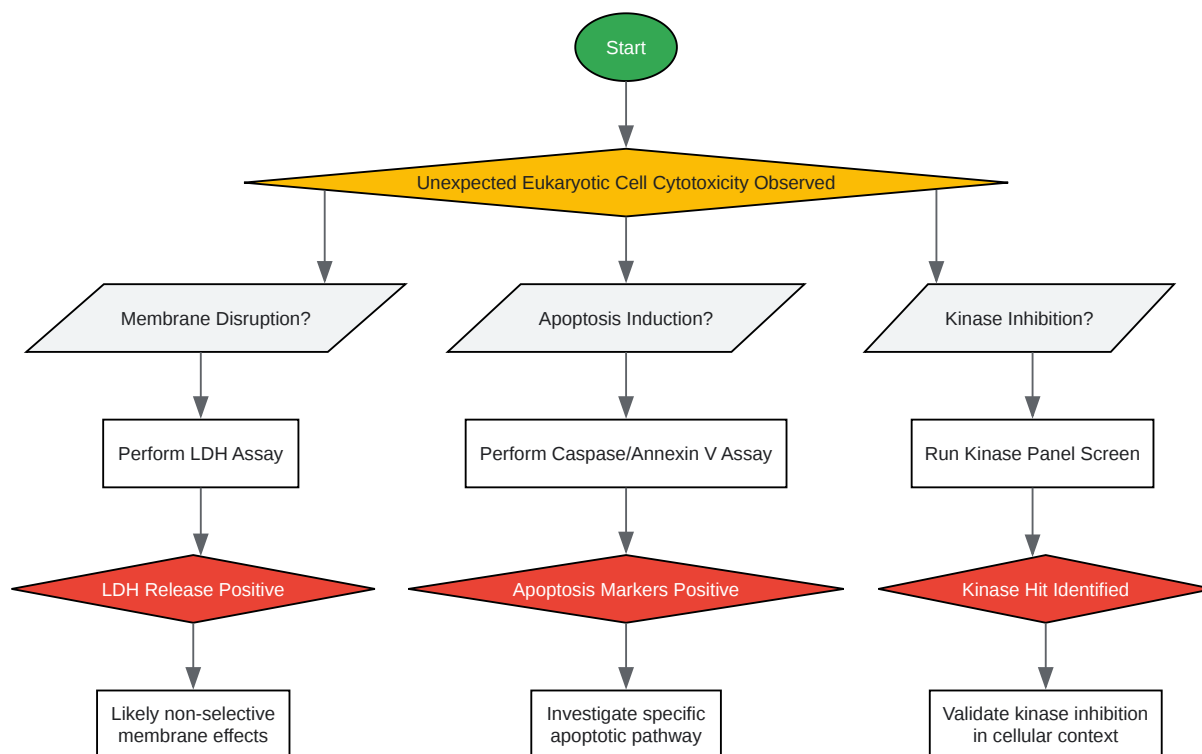 Start
Unexpected Eukaryotic Cell Cytotoxicity Observed
Membrane Disruption?
Apoptosis Induction?
Kinase Inhibition?
Perform LDH Assay
Perform Caspase/Annexin V Assay
Run Kinase Panel Screen
LDH Release Positive
Apoptosis Markers Positive
Kinase Hit Identified
Likely non-selective
membrane effects
Investigate specific
apoptotic pathway
Validate kinase inhibition
in cellular context